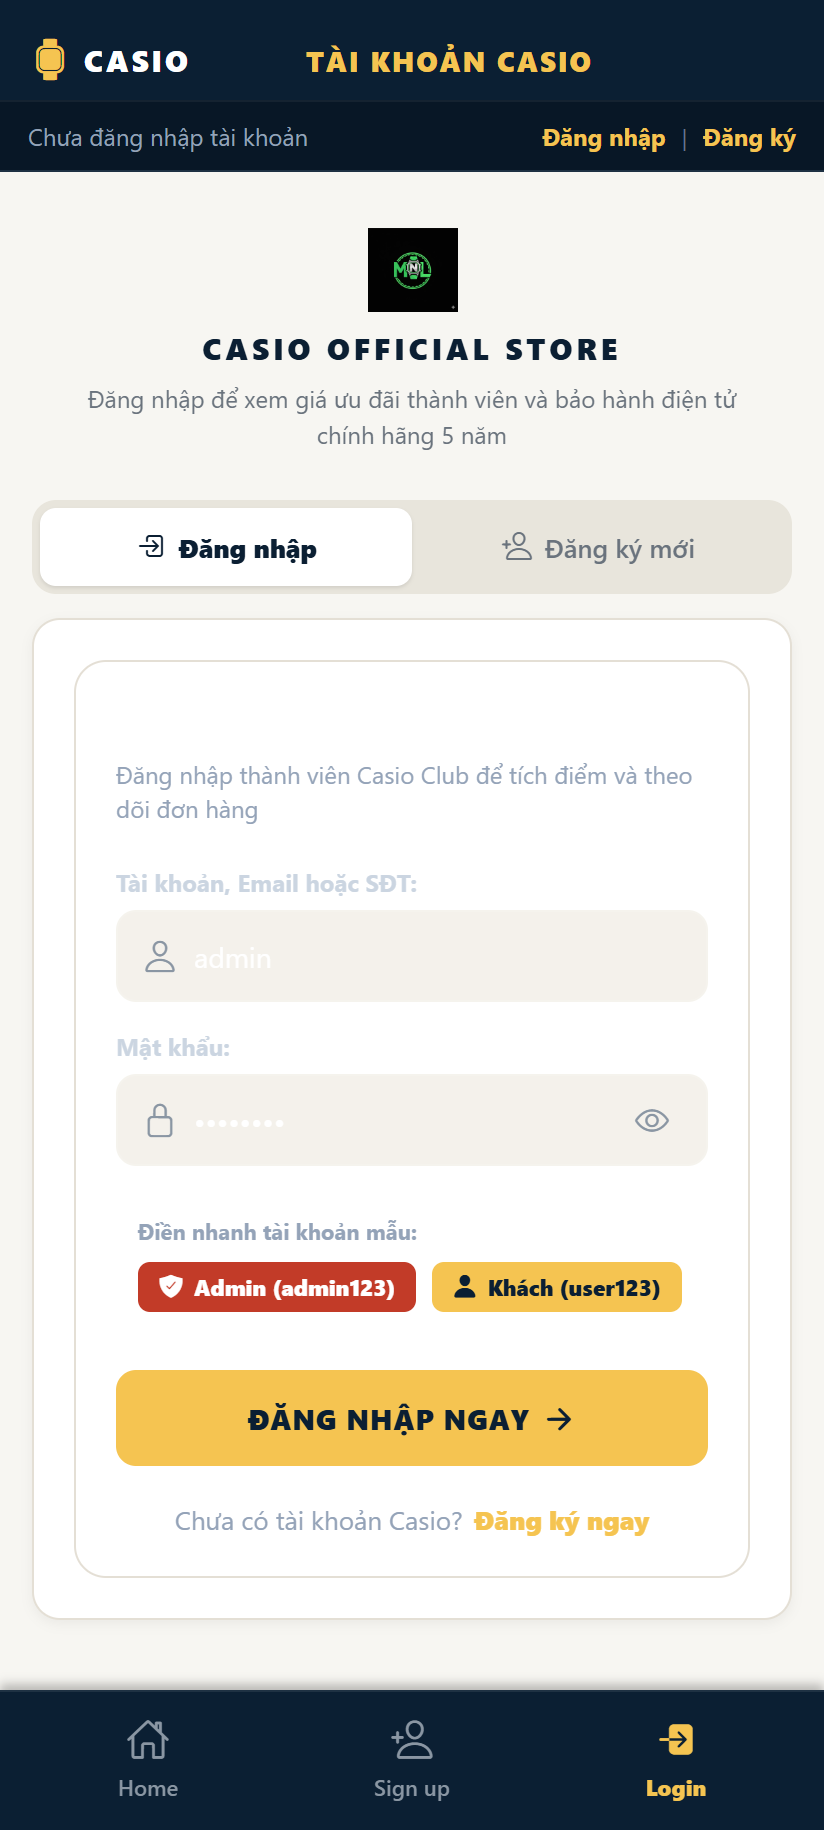 CASIO
TÀI KHOẢN CASIO
Chưa đăng nhập tài khoản
Đăng nhập | Đăng ký
MNL
CASIO OFFICIAL STORE
Đăng nhập để xem giá ưu đãi thành viên và bảo hành điện tử
chính hãng 5 năm
Đăng nhập
Đăng ký mới
Đăng nhập thành viên Casio Club để tích điểm và theo
dõi đơn hàng
Tài khoản, Email hoặc SĐT:
admin
Mật khẩu:
••••••••
Điền nhanh tài khoản mẫu:
Admin (admin123)
Khách (user123)
ĐĂNG NHẬP NGAY →
Chưa có tài khoản Casio? Đăng ký ngay
Home
Sign up
Login